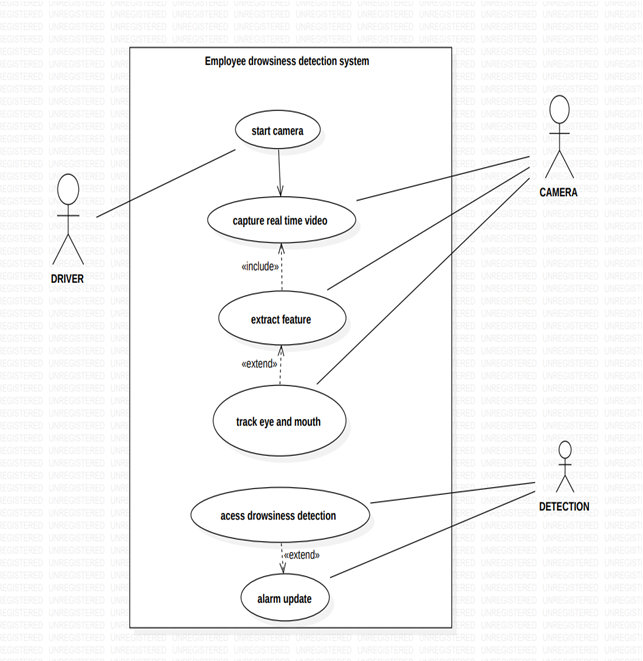 Employee drowsiness detection system
start camera
CAMERA
capture real time video
DRIVER
«include»
extract feature
«extend»
track eye and mouth
DETECTION
acess drowsiness detection
«extend»
alarm update
UNREGISTERED